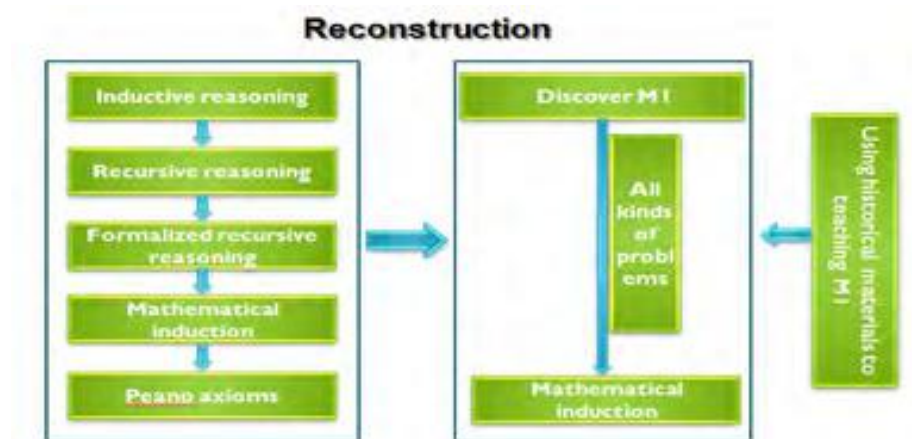 Reconstruction
Inductive reasoning
Recursive reasoning
Formalized recursive
reasoning
Mathematical
induction
Peano axioms
Discover M I
All
kinds
of
probl
ems
Mathematical
induction
Using historical materials to
teaching M I